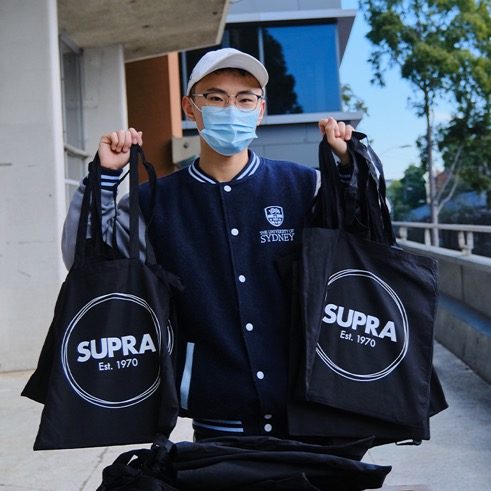 THE UNIVERSITY OF
SYDNEY
SUPRA
Est. 1970
SUPRA
Est. 1970